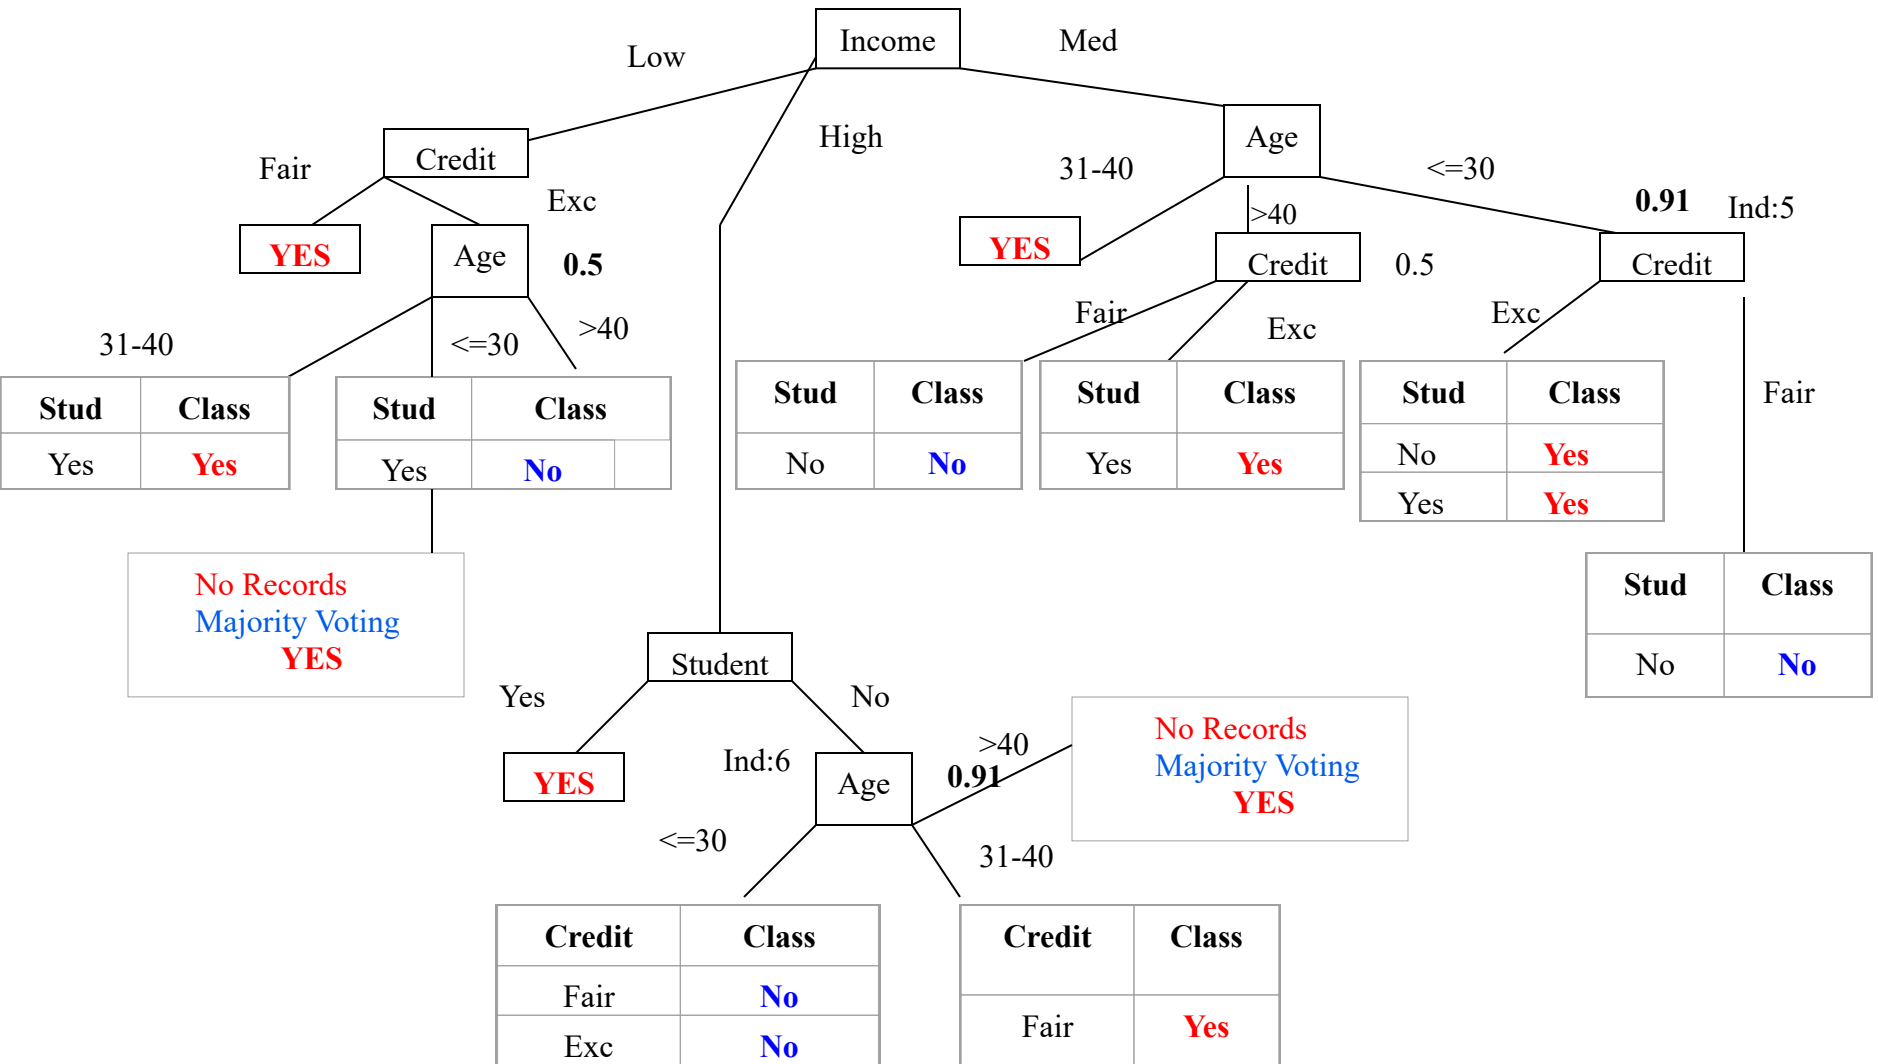 Income
Low
Med
High
Credit
Age
Fair
Exc
31-40
<=30
0.91
Ind:5
YES
Age
0.5
YES
>40
Credit
0.5
Credit
31-40
<=30
>40
Fair
Exc
Exc
Fair
Stud Class
Yes Yes
Stud Class
Yes No
Stud Class
No No
Stud Class
Yes Yes
Stud Class
No Yes
Yes Yes
No Records
Majority Voting
YES
Stud Class
No No
Student
Yes
No
YES
Ind:6
Age
0.91
>40
No Records
Majority Voting
YES
<=30
31-40
Credit Class
Fair No
Exc No
Credit Class
Fair Yes